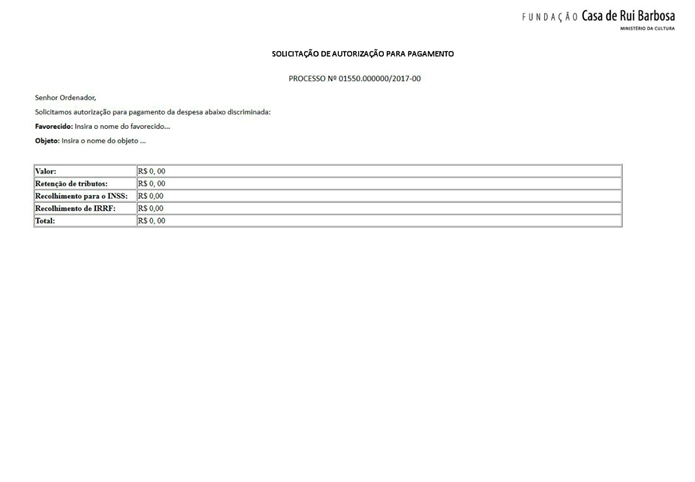 FUNDAÇÃO Casa de Rui Barbosa
MINISTÉRIO DA CULTURA
SOLICITAÇÃO DE AUTORIZAÇÃO PARA PAGAMENTO
PROCESSO Nº 01550.000000/2017-00
Senhor Ordenador,
Solicitamos autorização para pagamento da despesa abaixo discriminada:
Favorecido: Insira o nome do favorecido...
Objeto: Insira o nome do objeto ...
Valor: R$ 0, 00
Retenção de tributos: R$ 0, 00
Recolhimento para o INSS: R$ 0,00
Recolhimento de IRRF: R$ 0,00
Total: R$ 0, 00